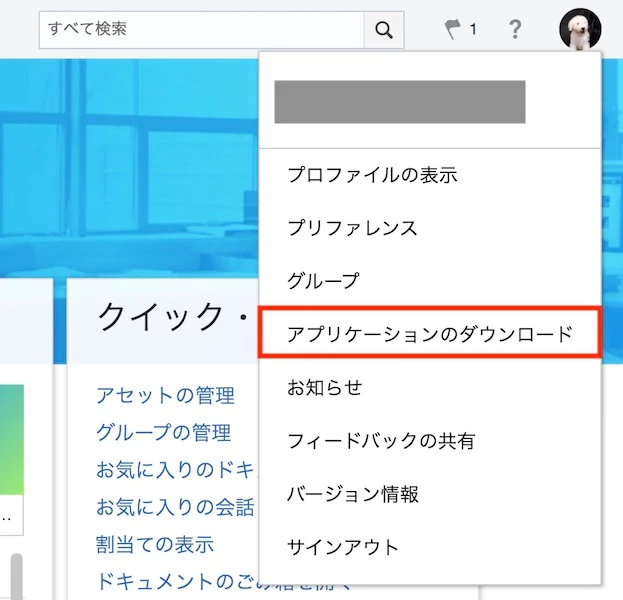 すべて検索
1
?
プロファイルの表示
プリファレンス
グループ
アプリケーションのダウンロード
お知らせ
フィードバックの共有
バージョン情報
サインアウト
クイック・
アセットの管理
グループの管理
お気に入りのドキ
お気に入りの会話
割当ての表示
ドキュメントのごみ箱を開く
...